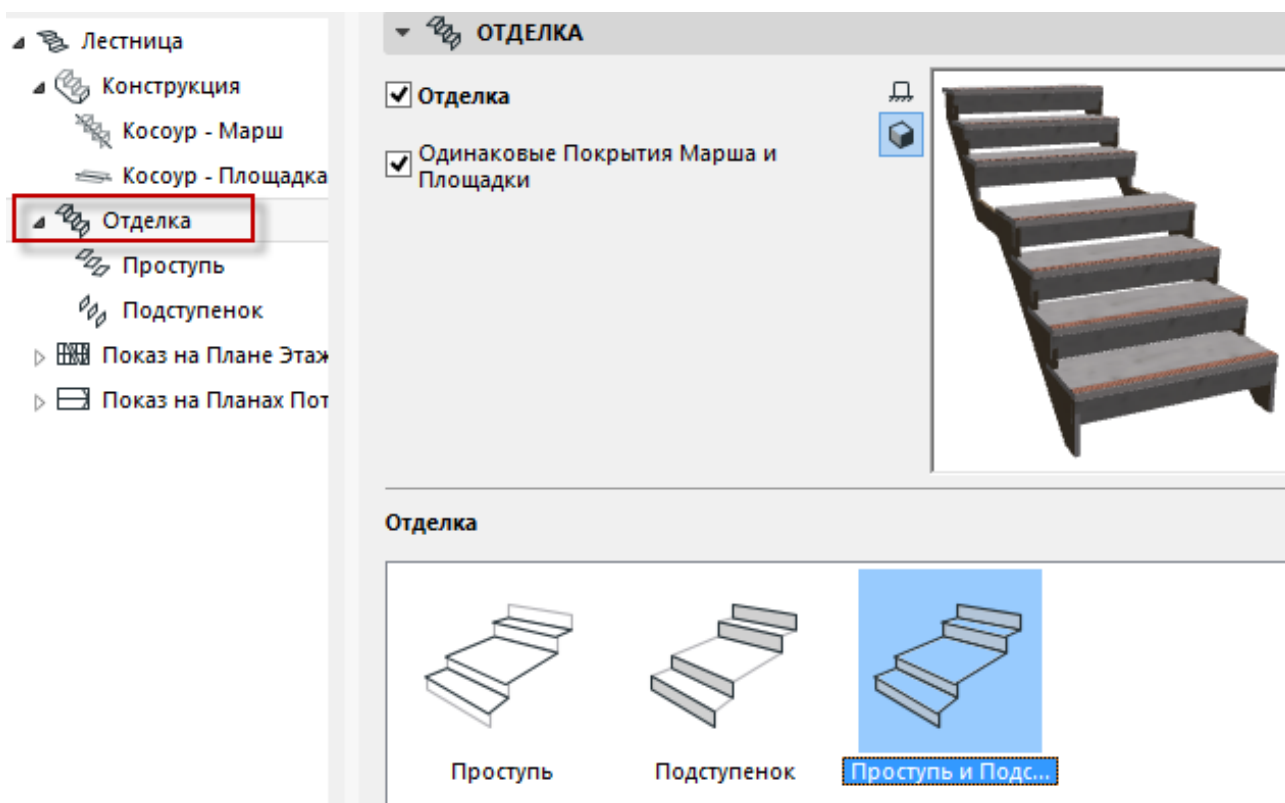 Лестница
Конструкция
Косоур - Марш
Косоур - Площадка
Отделка
Проступь
Подступенок
Показ на Плане Этаж
Показ на Планах Пот
ОТДЕЛКА
Отделка
Одинаковые Покрытия Марша и
Площадки
Отделка
Проступь
Подступенок
Проступь и Подс...